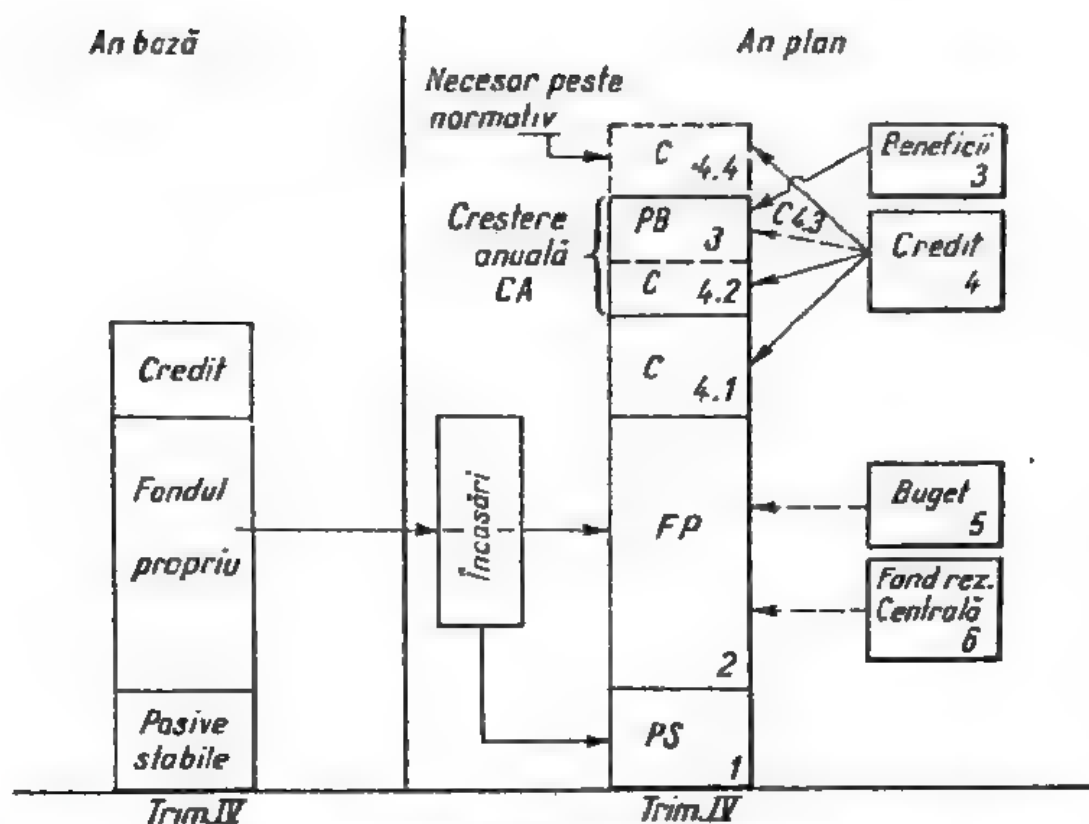 An bază
An plan
Necesar peste
normativ
C
4.4
Beneficii
3
Crestere
anuală
CA
PB
3
C4.3
Credit
4
C
4.2
Credit
C
4.1
Fondul
propriu
Încasări
FP
2
Buget
5
Fond rez.
Centrală
6
Pasive
stabile
PS
1
Trim.IV
Trim.IV